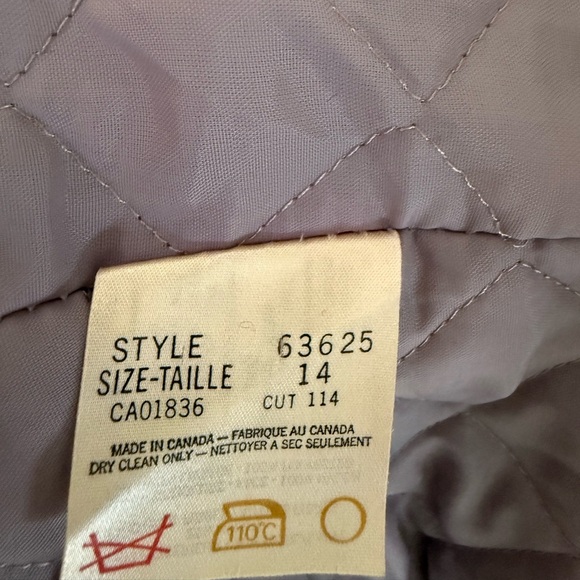 STYLE 63625
SIZE-TAILLE 14
CA01836 CUT 114
MADE IN CANADA — FABRIQUE AU CANADA
DRY CLEAN ONLY — NETTOYER A SEC SEULEMENT
110°C